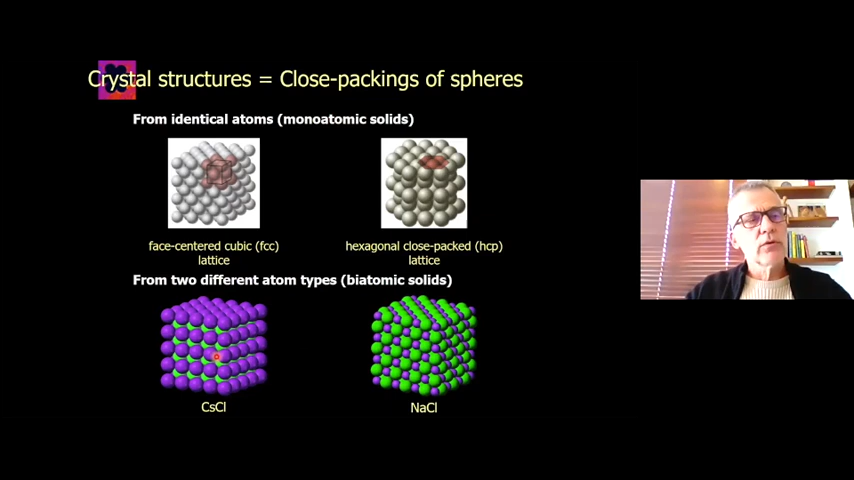 Crystal structures = Close-packings of spheres
From identical atoms (monoatomic solids)
face-centered cubic (fcc)
lattice
hexagonal close-packed (hcp)
lattice
From two different atom types (biatomic solids)
CsCl
NaCl